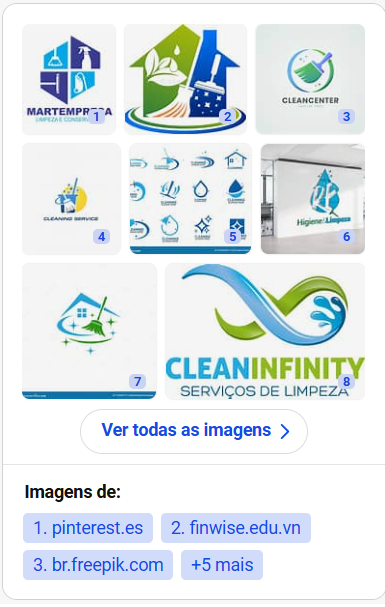 MARTEMPRESA
LIMPEZA E CONSERV
1
2
CLEANCENTER
3
CLEANING SERVICE
4
5
Higiene & Limpeza
6
7
CLEANINFINITY
SERVIÇOS DE LIMPEZA
8
Ver todas as imagens
Imagens de:
1. pinterest.es
2. finwise.edu.vn
3. br.freepik.com
+5 mais